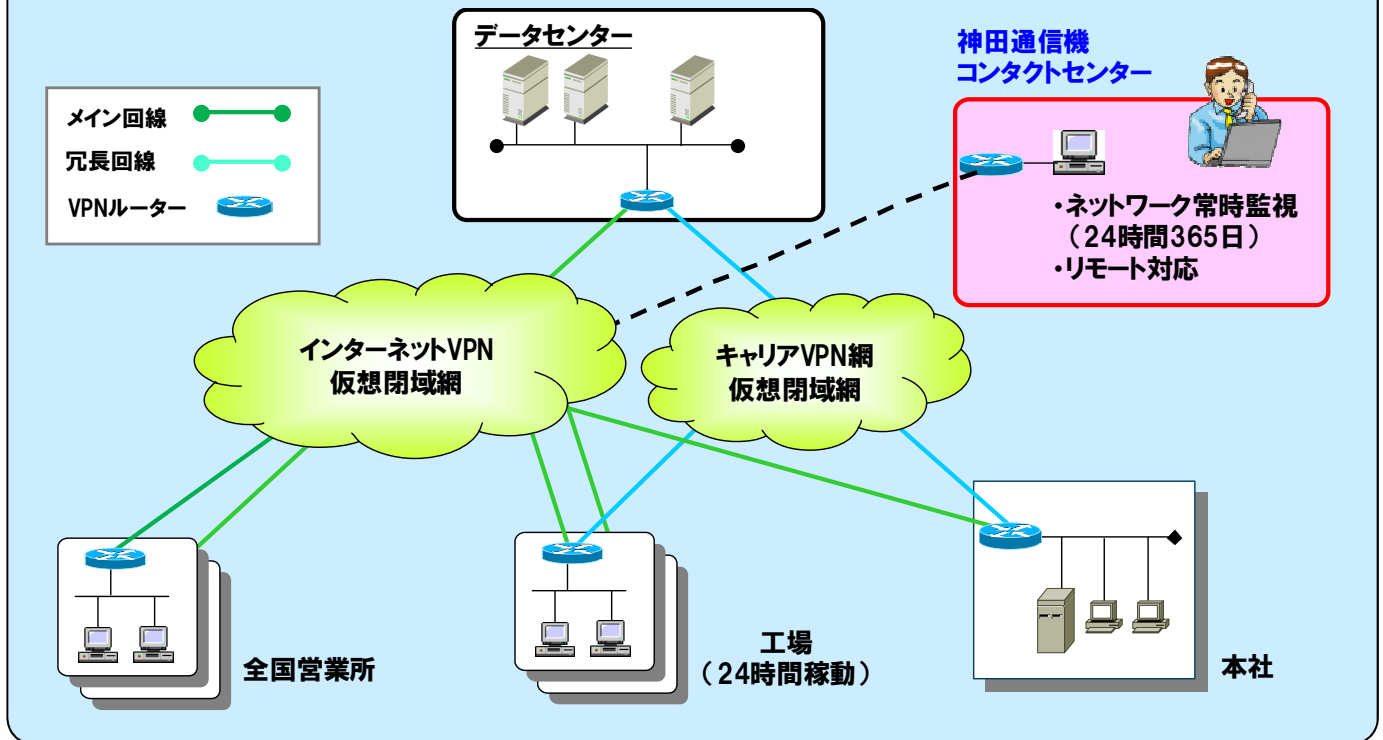 データセンター
神田通信機
コンタクトセンター
メイン回線
冗長回線
VPNルーター
・ネットワーク常時監視
（24時間365日）
・リモート対応
インターネットVPN
仮想閉域網
キャリアVPN網
仮想閉域網
全国営業所
工場
（24時間稼動）
本社